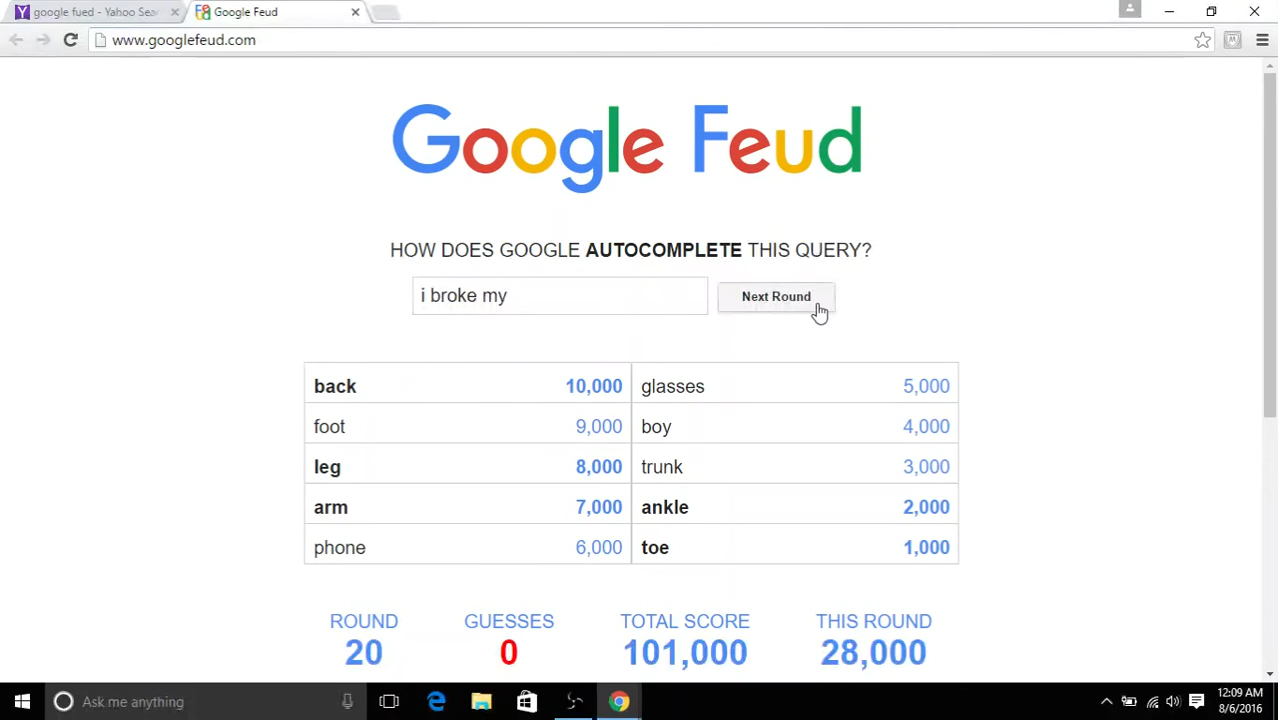 google fued - Yahoo Sea
Google Feud
www.googlefeud.com
Google Feud
HOW DOES GOOGLE AUTOCOMPLETE THIS QUERY?
i broke my
Next Round
back 10,000 glasses 5,000
foot 9,000 boy 4,000
leg 8,000 trunk 3,000
arm 7,000 ankle 2,000
phone 6,000 toe 1,000
ROUND GUESSES TOTAL SCORE THIS ROUND
20 0 101,000 28,000
Ask me anything
12:09 AM
8/6/2016